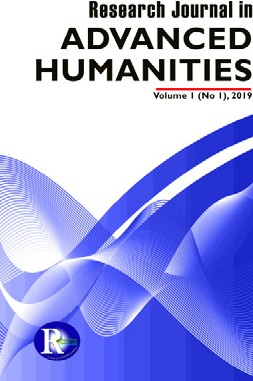 Research Journal in
ADVANCED
HUMANITIES
Volume 1 (No 1), 2019
R